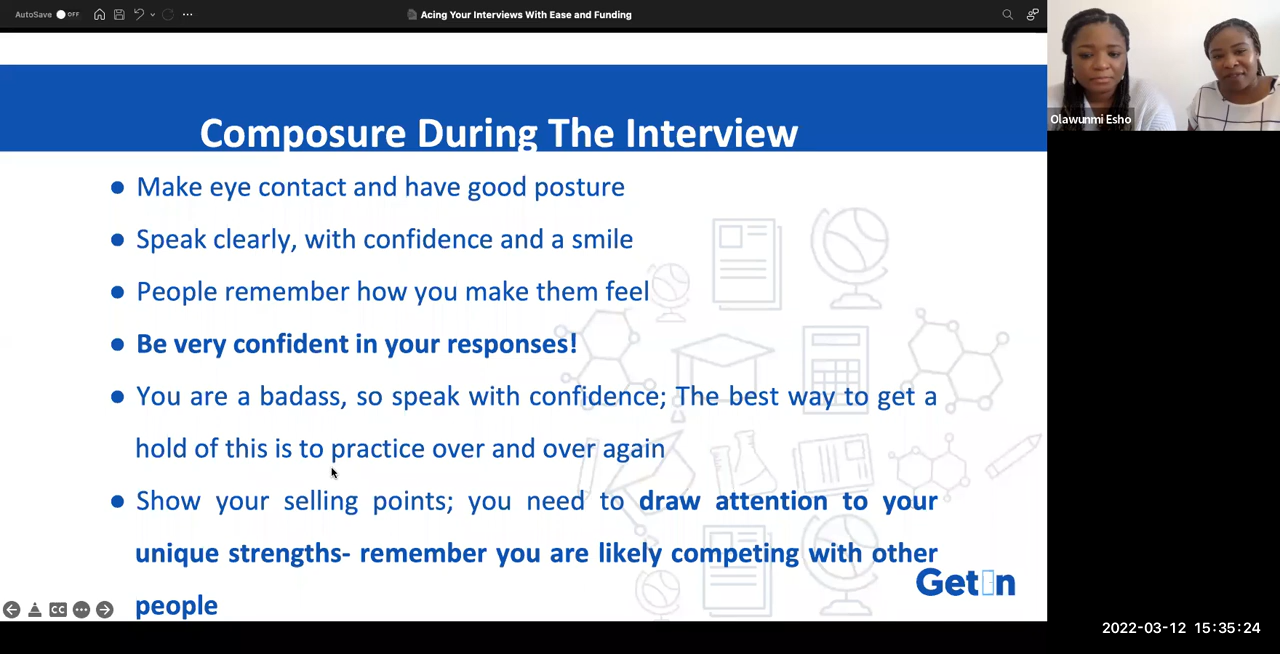 AutoSave OFF
Acing Your Interviews With Ease and Funding
Olawunmi Esho
Composure During The Interview
● Make eye contact and have good posture
● Speak clearly, with confidence and a smile
● People remember how you make them feel
● Be very confident in your responses!
● You are a badass, so speak with confidence; The best way to get a
hold of this is to practice over and over again
● Show your selling points; you need to draw attention to your
unique strengths- remember you are likely competing with other
people
GetIn
CC
2022-03-12 15:35:24